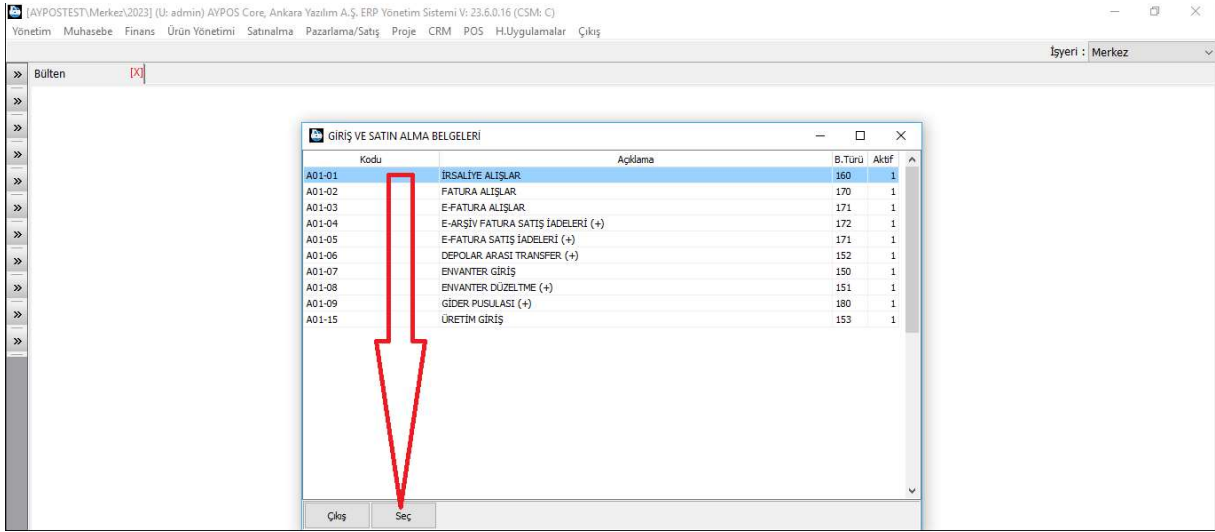 [AYPOSTEST\Merkez\2023] (U: admin) AYPOS Core, Ankara Yazılım A.Ş. ERP Yönetim Sistemi V: 23.6.0.16 (CSM: C)
Yönetim Muhasebe Finans Ürün Yönetimi Satınalma Pazarlama/Satış Proje CRM POS H.Uygulamalar Çıkış
İşyeri : Merkez
Bülten [X]
GİRİŞ VE SATIN ALMA BELGELERİ
Kodu Açıklama B.Türü Aktif
A01-01 İRSALİYE ALIŞLAR 160 1
A01-02 FATURA ALIŞLAR 170 1
A01-03 E-FATURA ALIŞLAR 171 1
A01-04 E-ARŞİV FATURA SATIŞ İADELERİ (+) 172 1
A01-05 E-FATURA SATIŞ İADELERİ (+) 171 1
A01-06 DEPOLAR ARASI TRANSFER (+) 152 1
A01-07 ENVANTER GİRİŞ 150 1
A01-08 ENVANTER DÜZELTME (+) 151 1
A01-09 GİDER PUSULASI (+) 180 1
A01-15 ÜRETİM GİRİŞ 153 1
Çıkış Seç